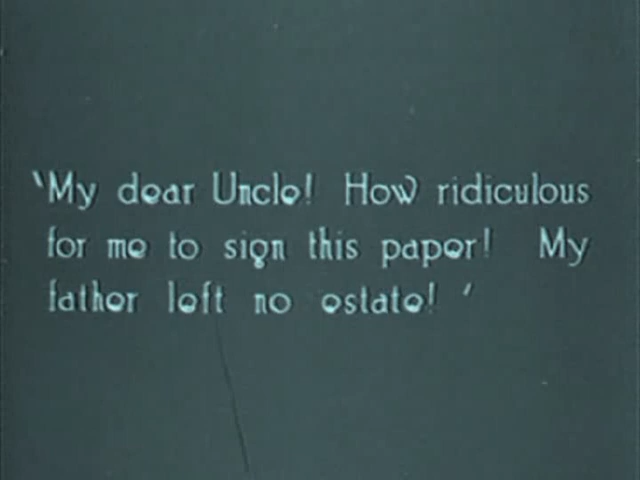 ‘My dear Uncle! How ridiculous
for me to sign this paper! My
father left no estate! ’